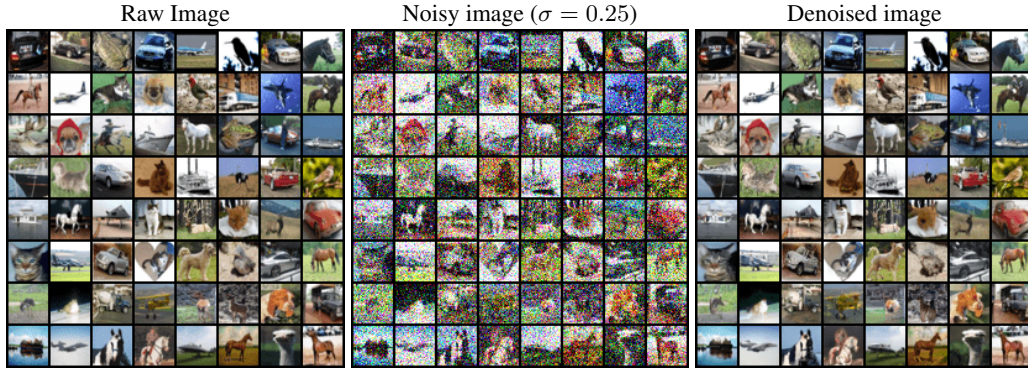 Raw Image
Noisy image (σ = 0.25)
Denoised image